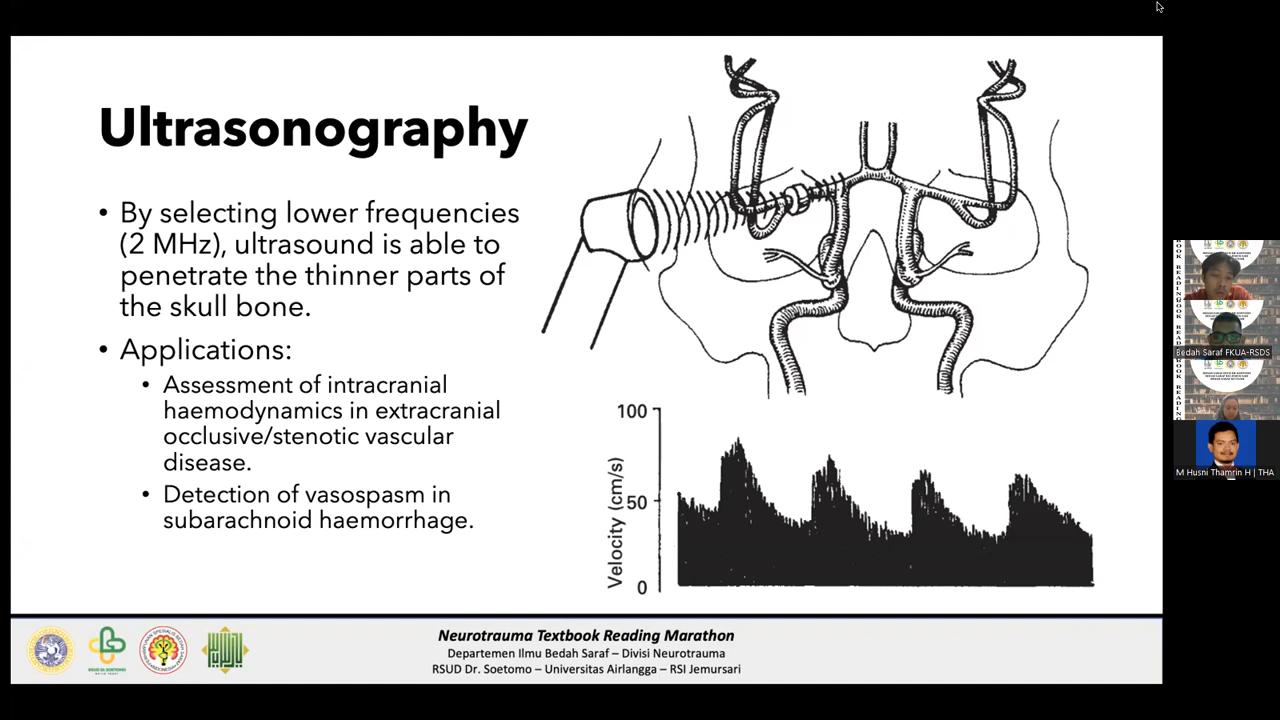 Ultrasonography
• By selecting lower frequencies
(2 MHz), ultrasound is able to
penetrate the thinner parts of
the skull bone.
• Applications:
• Assessment of intracranial
haemodynamics in extracranial
occlusive/stenotic vascular
disease.
• Detection of vasospasm in
subarachnoid haemorrhage.
100
50
0
Velocity (cm/s)
Neurotrauma Textbook Reading Marathon
Departemen Ilmu Bedah Saraf – Divisi Neurotrauma
RSUD Dr. Soetomo – Universitas Airlangga – RSI Jemursari
RSUD DR. SOETOMO
Bedah Saraf FKUA-RSDS
M Husni Thamrin H | THA